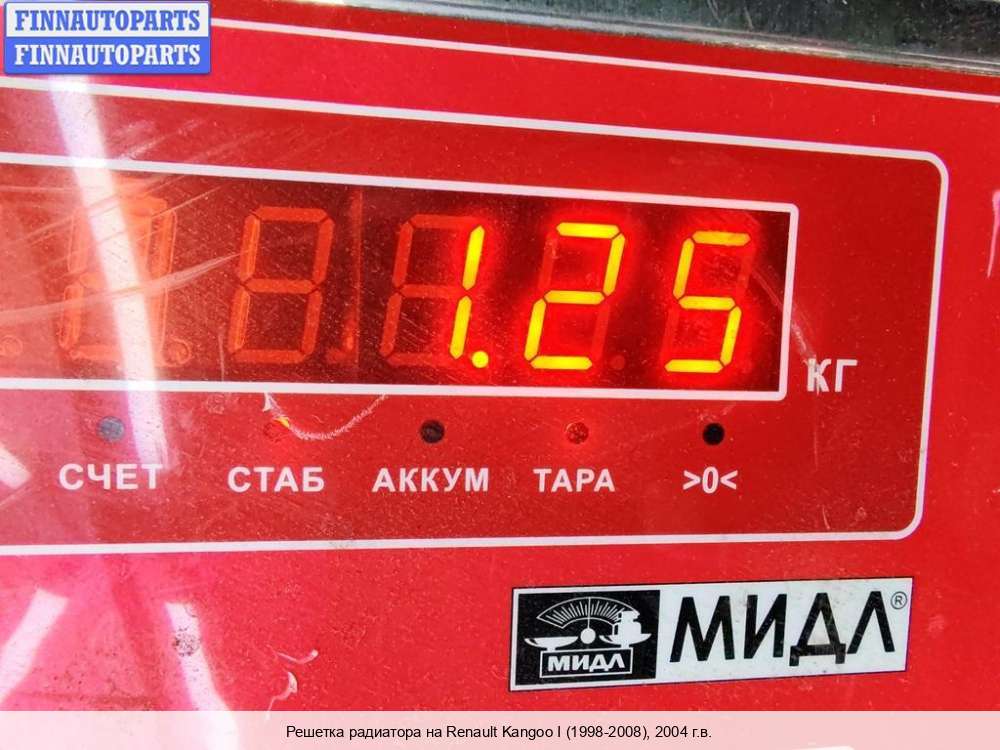 FINNAUTOPARTS
FINNAUTOPARTS
1.25
КГ
СЧЕТ СТАБ АККУМ ТАРА >0<
МИДЛ МИДЛ®
Решетка радиатора на Renault Kangoo I (1998-2008), 2004 г.в.